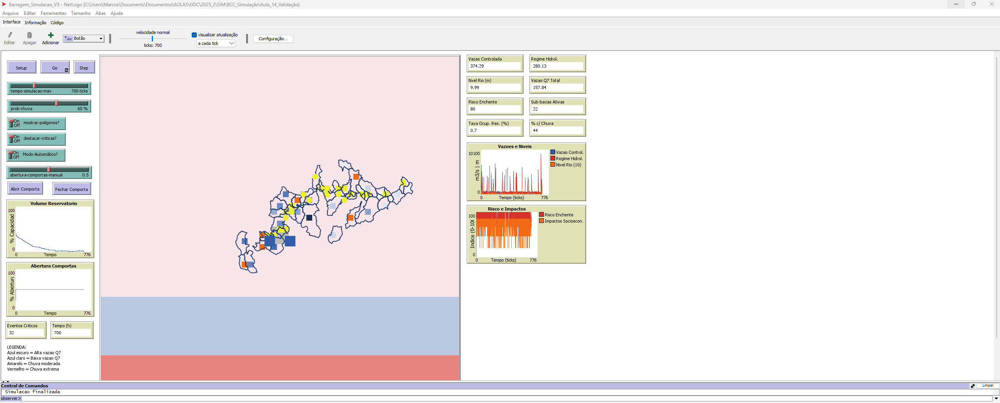 Barragem_Simulacao_V3 - NetLogo {C:\Users\Marcos\Documents\Documentos\AULAS\GDC\2025_2\SIM\BCC_Simulação\Aula_14_Validação}
Arquivo Editar Ferramentas Tamanho Abas Ajuda
Interface Informação Código
Editar Apagar Adicionar
abc Botão
velocidade normal
ticks: 700
visualizar atualização
a cada tick
Configuração...
Setup Go Step
tempo-simulacao-max 700 ticks
prob-chuva 60 %
On
Off
mostrar-poligonos?
On
Off
destacar-criticas?
On
Off
Modo-Automático?
abertura-comportas-manual 0.5
Abrir Comporta Fechar Comporta
Volume Reservatorio
100
% Capacidad
0
0 Tempo 776
Abertura Comportas
100
% Abertura
0
0 Tempo 776
Eventos Criticos
32
Tempo (h)
700
LEGENDA:
Azul escuro = Alta vazao Q7
Azul claro = Baixa vazao Q7
Amarelo = Chuva moderada
Vermelho = Chuva extrema
Vazao Controlada
374.29
Regime Hidrol.
280.13
Nvel Rio (m)
9.99
Vazao Q7 Total
157.84
Risco Enchente
80
Sub-bacias Ativas
22
Taxa Ocup. Res. (%)
0.7
% c/ Chuva
44
Vazoes e Niveis
10100
m3/s | m
0
0 Tempo (ticks) 776
Vazao Control.
Regime Hidrol.
Nivel Rio (10)
Risco e Impactos
100
Indice (0-10(
0
0 Tempo (ticks) 776
Risco Enchente
Impactos Socioecon.
Central de Comandos
Limpar
Simulacao finalizada
observer>